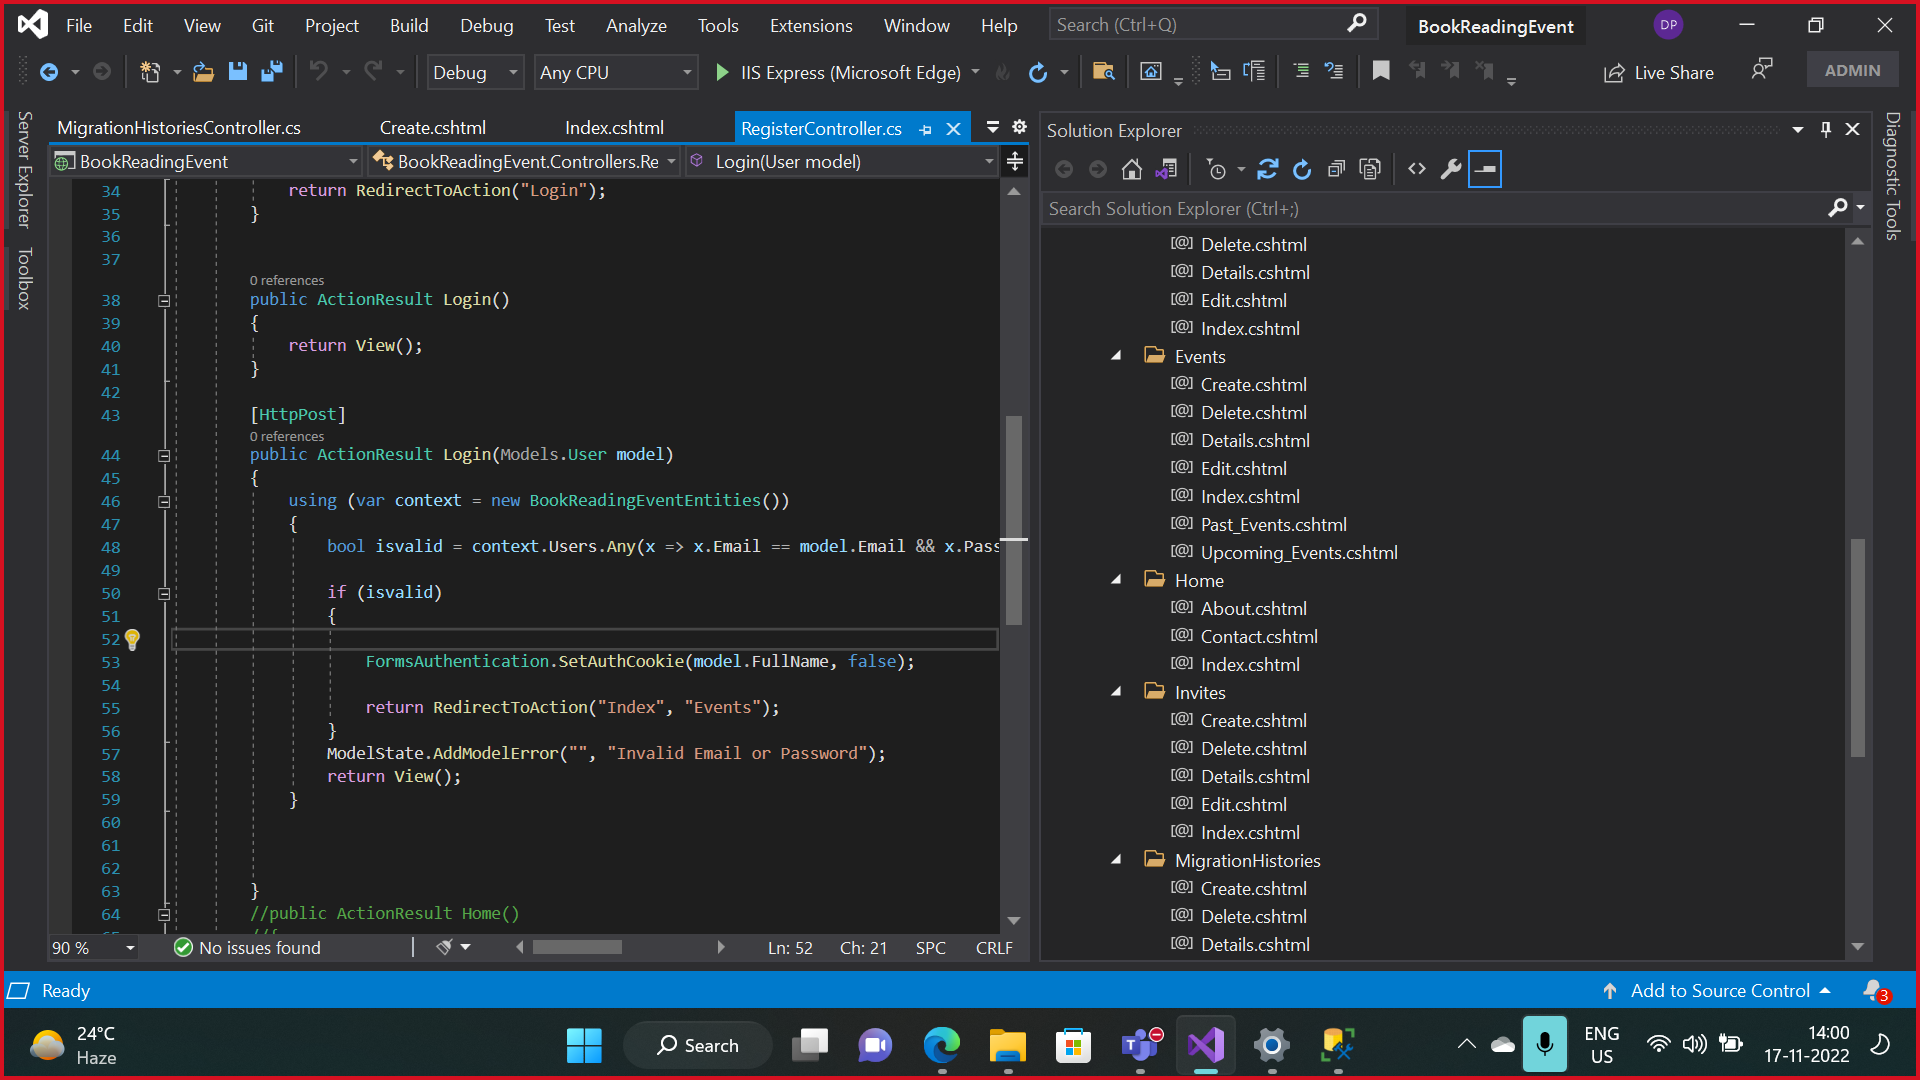 File Edit View Git Project Build Debug Test Analyze Tools Extensions Window Help Search (Ctrl+Q) BookReadingEvent DP
Debug Any CPU IIS Express (Microsoft Edge) Live Share ADMIN
Server Explorer
Toolbox
MigrationHistoriesController.cs Create.cshtml Index.cshtml RegisterController.cs
BookReadingEvent BookReadingEvent.Controllers.Re Login(User model)
34 return RedirectToAction("Login");
35 }
36
37
0 references
38 public ActionResult Login()
39 {
40 return View();
41 }
42
43 [HttpPost]
0 references
44 public ActionResult Login(Models.User model)
45 {
46 using (var context = new BookReadingEventEntities())
47 {
48 bool isvalid = context.Users.Any(x => x.Email == model.Email && x.Pass
49
50 if (isvalid)
51 {
52
53 FormsAuthentication.SetAuthCookie(model.FullName, false);
54
55 return RedirectToAction("Index", "Events");
56 }
57 ModelState.AddModelError("", "Invalid Email or Password");
58 return View();
59 }
60
61
62
63 }
64 //public ActionResult Home()
90 % No issues found Ln: 52 Ch: 21 SPC CRLF
Solution Explorer
Search Solution Explorer (Ctrl+;)
Delete.cshtml
Details.cshtml
Edit.cshtml
Index.cshtml
Events
Create.cshtml
Delete.cshtml
Details.cshtml
Edit.cshtml
Index.cshtml
Past_Events.cshtml
Upcoming_Events.cshtml
Home
About.cshtml
Contact.cshtml
Index.cshtml
Invites
Create.cshtml
Delete.cshtml
Details.cshtml
Edit.cshtml
Index.cshtml
MigrationHistories
Create.cshtml
Delete.cshtml
Details.cshtml
Diagnostic Tools
Ready Add to Source Control 3
24°C
Haze
Search
ENG
US
14:00
17-11-2022